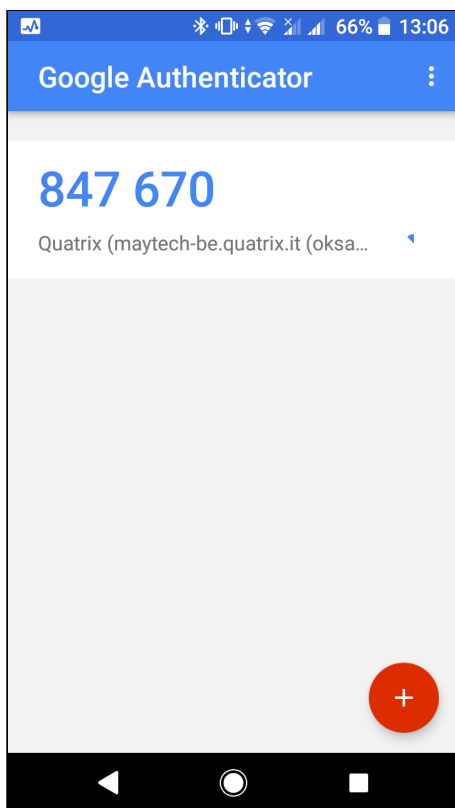 66% 13:06
Google Authenticator
847 670
Quatrix (maytech-be.quatrix.it (oksa...